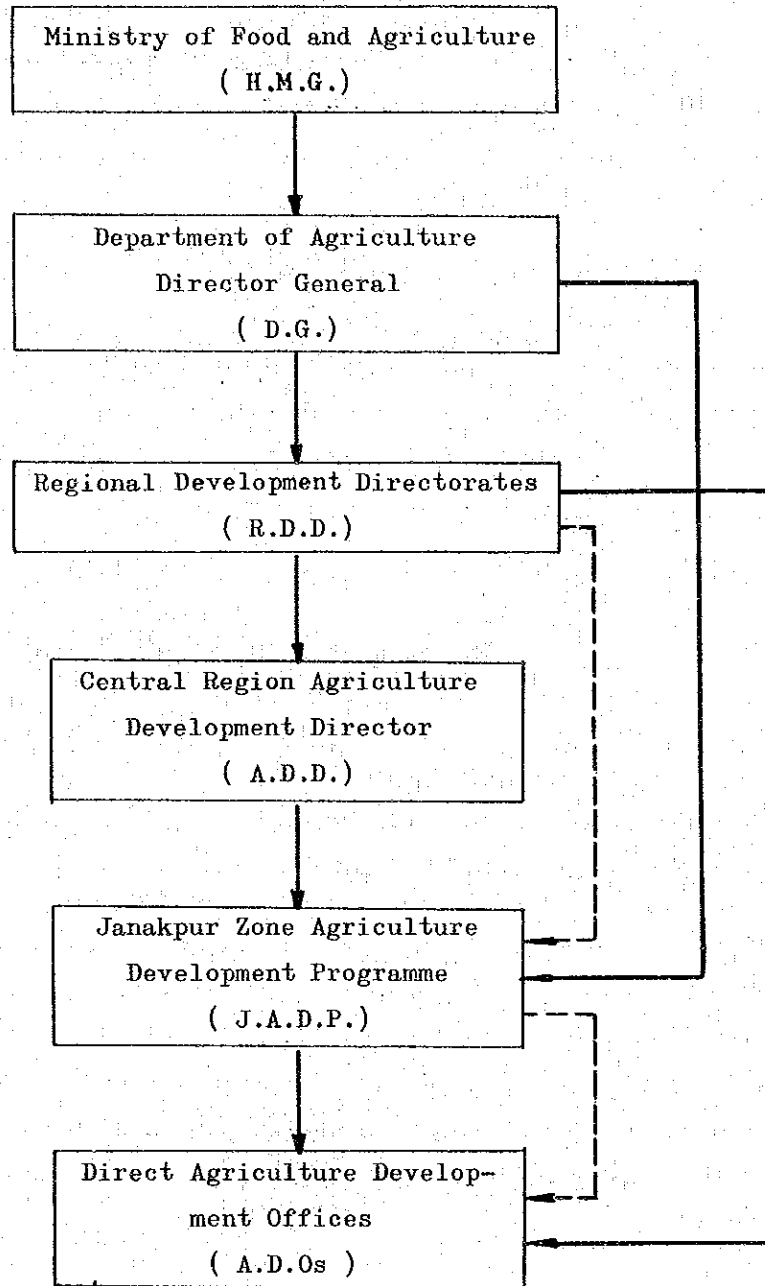 Ministry of Food and Agriculture
( H.M.G.)
Department of Agriculture
Director General
( D.G.)
Regional Development Directorates
( R.D.D.)
Central Region Agriculture
Development Director
( A.D.D.)
Janakpur Zone Agriculture
Development Programme
( J.A.D.P.)
Direct Agriculture Develop-
ment Offices
( A.D.Os )